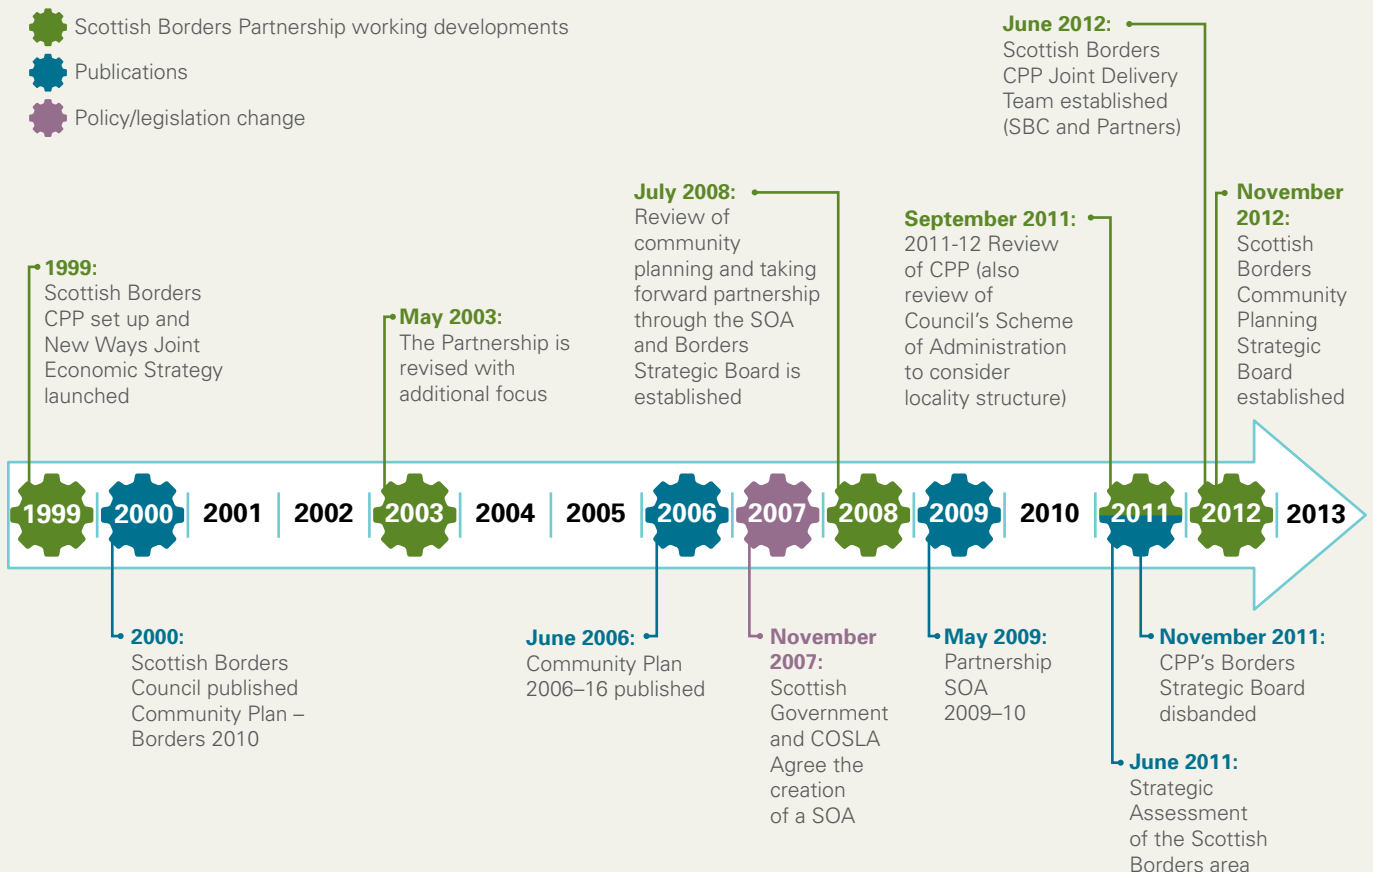 Scottish Borders Partnership working developments
Publications
Policy/legislation change
June 2012:
Scottish Borders
CPP Joint Delivery
Team established
(SBC and Partners)
July 2008:
Review of
community
planning and taking
forward partnership
through the SOA
and Borders
Strategic Board is
established
September 2011:
2011-12 Review
of CPP (also
review of
Council's Scheme
of Administration
to consider
locality structure)
November
2012:
Scottish
Borders
Community
Planning
Strategic
Board
established
1999:
Scottish Borders
CPP set up and
New Ways Joint
Economic Strategy
launched
May 2003:
The Partnership is
revised with
additional focus
1999 2000 2001 2002 2003 2004 2005 2006 2007 2008 2009 2010 2011 2012 2013
2000:
Scottish Borders
Council published
Community Plan –
Borders 2010
June 2006:
Community Plan
2006–16 published
November
2007:
Scottish
Government
and COSLA
Agree the
creation
of a SOA
May 2009:
Partnership
SOA
2009–10
November 2011:
CPP's Borders
Strategic Board
disbanded
June 2011:
Strategic
Assessment
of the Scottish
Borders area